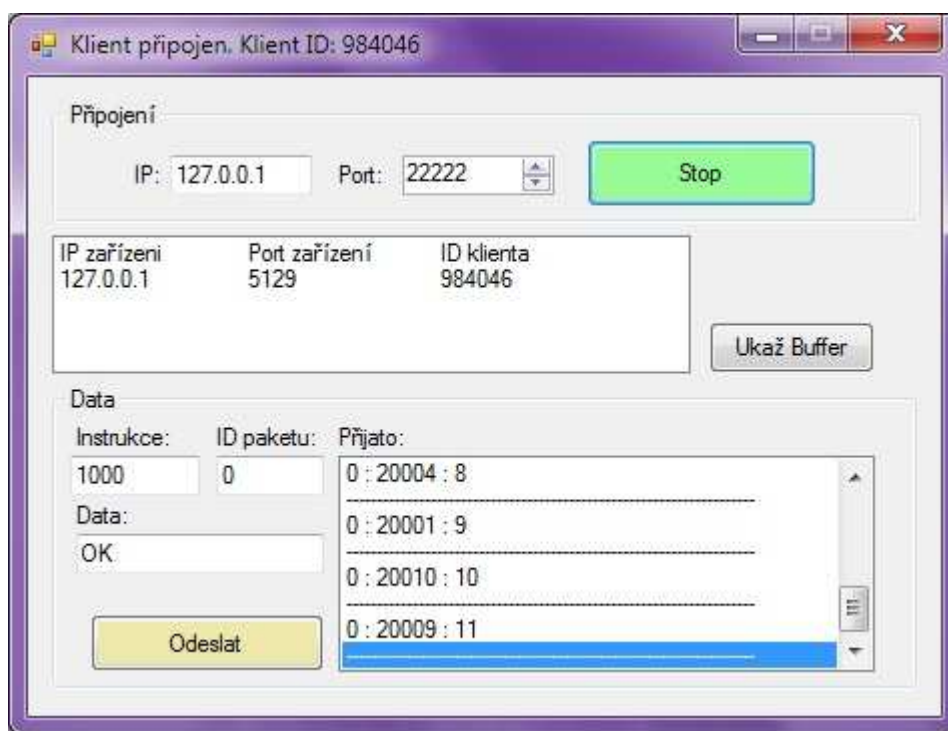 Klient připojen. Klient ID: 984046
Připojení
IP: 127.0.0.1 Port: 22222 Stop
IP zařízeni Port zařízení ID klienta
127.0.0.1 5129 984046
Ukaž Buffer
Data
Instrukce: ID paketu: Přijato:
1000 0 0 : 20004 : 8
Data: 0 : 20001 : 9
OK
0 : 20010 : 10
Odeslat 0 : 20009 : 11